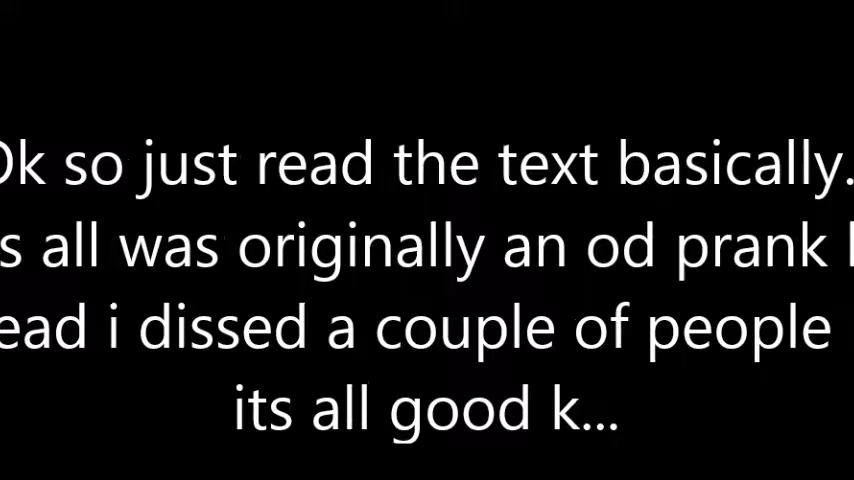 Ok so just read the text basically.
s all was originally an od prank
ead i dissed a couple of people
its all good k...